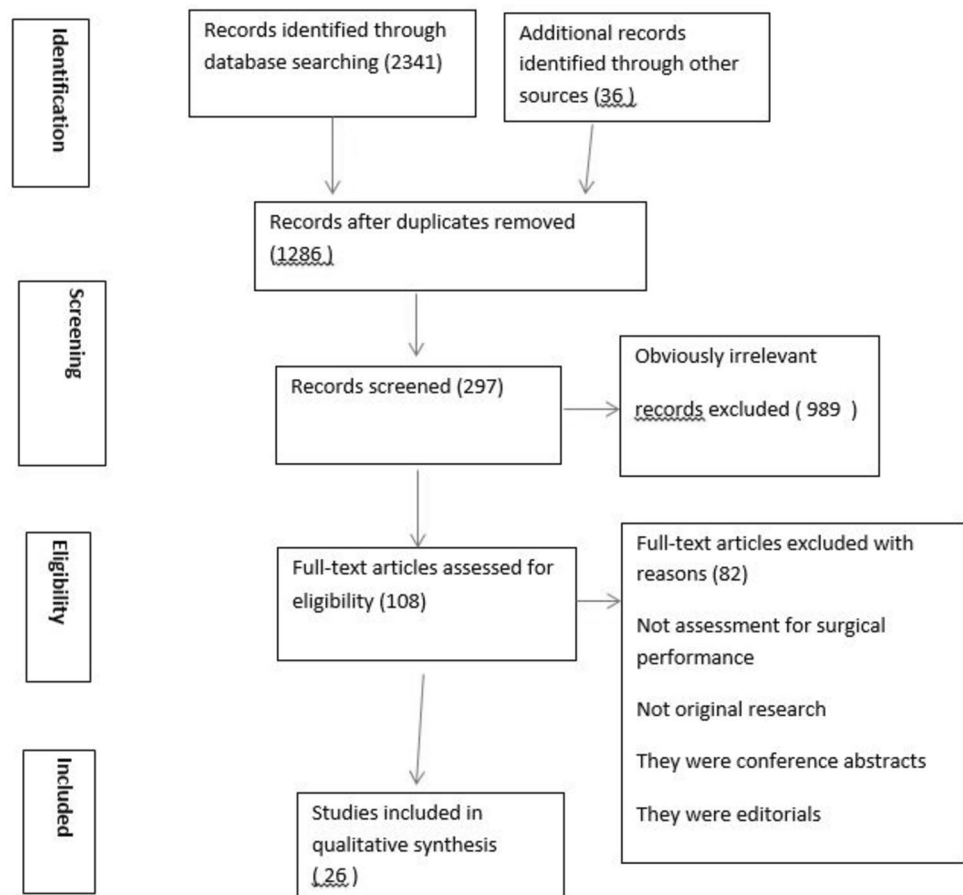 Identification
Records identified through
database searching (2341)
Additional records
identified through other
sources (36 )
Records after duplicates removed
(1286 )
Screening
Records screened (297)
Obviously irrelevant
records excluded ( 989 )
Eligibility
Full-text articles assessed for
eligibility (108)
Full-text articles excluded with
reasons (82)
Not assessment for surgical
performance
Not original research
They were conference abstracts
They were editorials
Included
Studies included in
qualitative synthesis
( 26 )